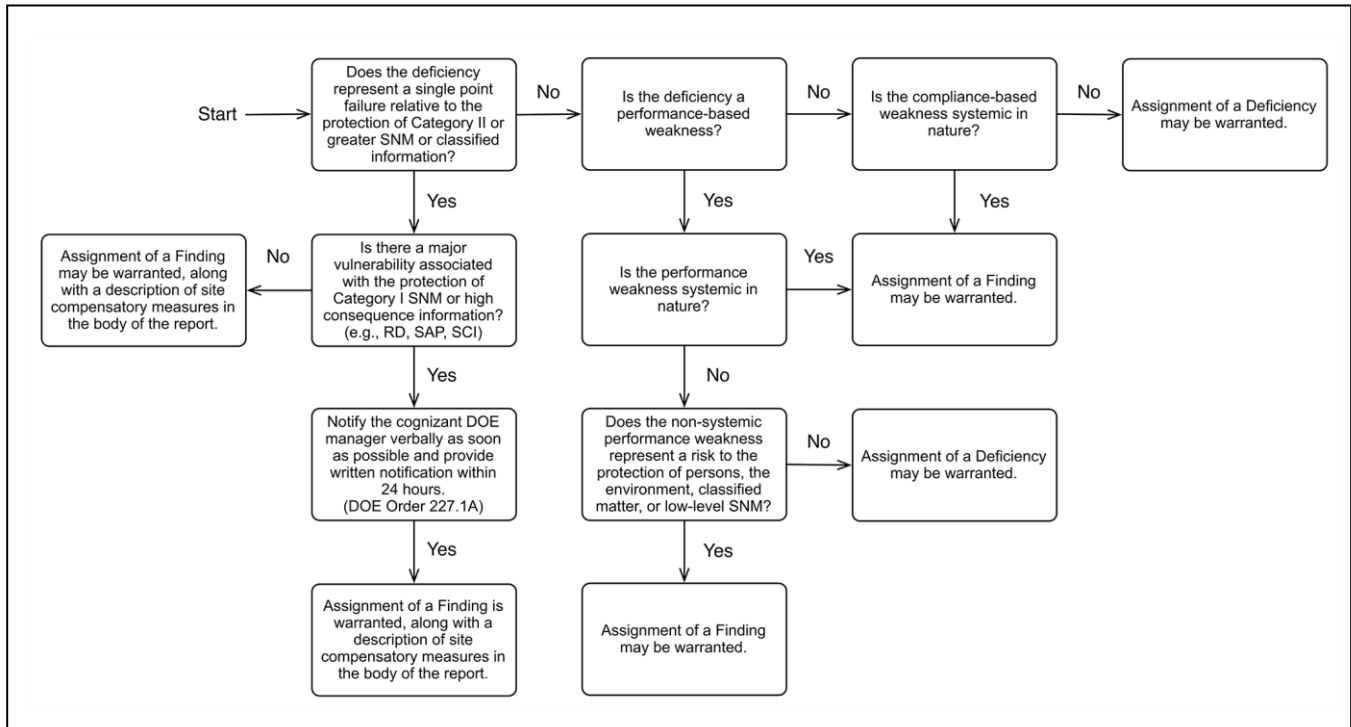 Start
Does the deficiency
represent a single point
failure relative to the
protection of Category II or
greater SNM or classified
information?
No
Is the deficiency a
performance-based
weakness?
No
Is the compliance-based
weakness systemic in
nature?
No
Assignment of a Deficiency
may be warranted.
Yes
Yes
Yes
Assignment of a Finding
may be warranted, along
with a description of site
compensatory measures in
the body of the report.
No
Is there a major
vulnerability associated
with the protection of
Category I SNM or high
consequence information?
(e.g., RD, SAP, SCI)
Is the performance
weakness systemic in
nature?
Yes
Assignment of a Finding
may be warranted.
Yes
No
Notify the cognizant DOE
manager verbally as soon
as possible and provide
written notification within
24 hours.
(DOE Order 227.1A)
Does the non-systemic
performance weakness
represent a risk to the
protection of persons, the
environment, classified
matter, or low-level SNM?
No
Assignment of a Deficiency
may be warranted.
Yes
Yes
Assignment of a Finding is
warranted, along with a
description of site
compensatory measures in
the body of the report.
Assignment of a Finding
may be warranted.